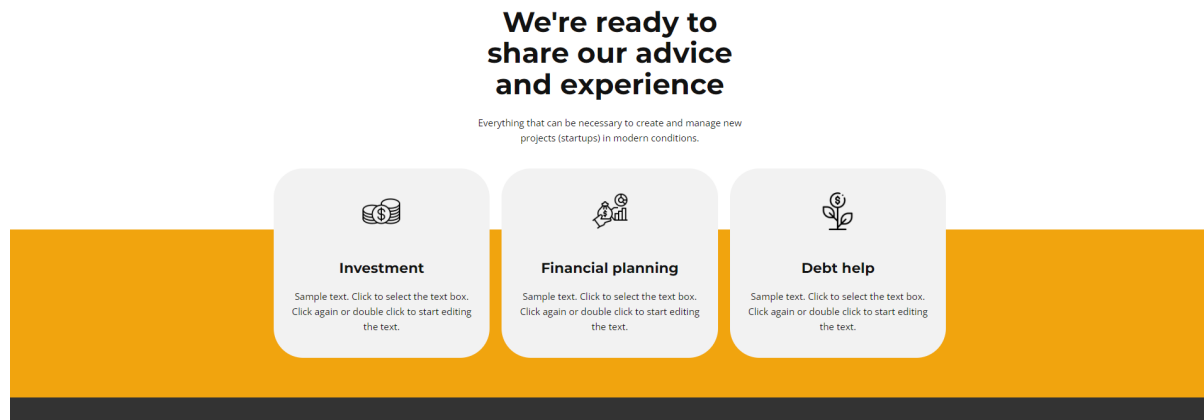 We're ready to
share our advice
and experience
Everything that can be necessary to create and manage new
projects (startups) in modern conditions.
Investment
Sample text. Click to select the text box.
Click again or double click to start editing
the text.
Financial planning
Sample text. Click to select the text box.
Click again or double click to start editing
the text.
Debt help
Sample text. Click to select the text box.
Click again or double click to start editing
the text.